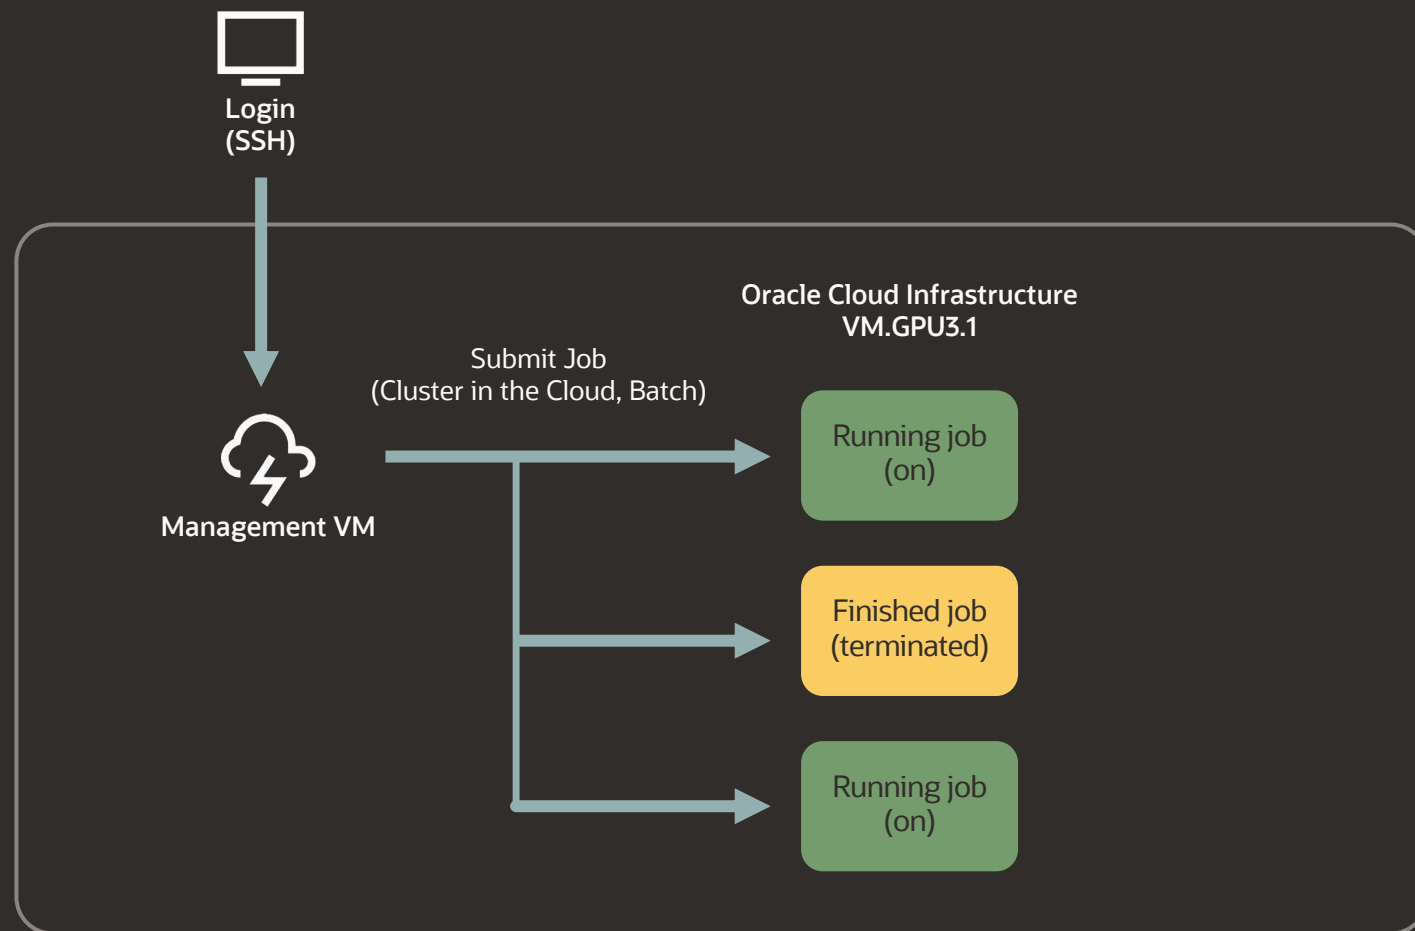 Login
(SSH)
Oracle Cloud Infrastructure
VM.GPU3.1
Submit Job
(Cluster in the Cloud, Batch)
Management VM
Running job
(on)
Finished job
(terminated)
Running job
(on)